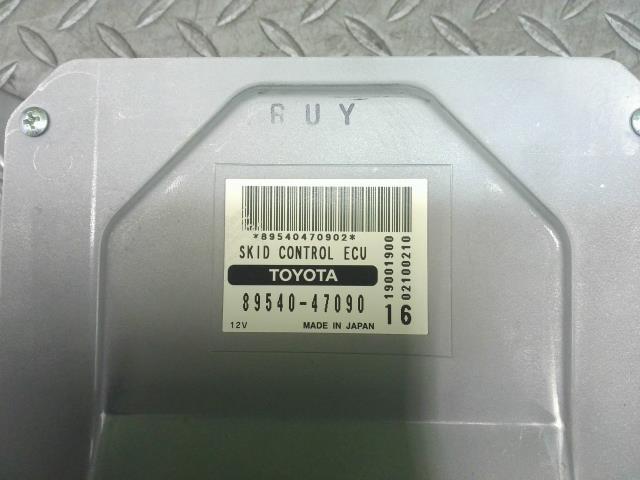 RUY
*89540470902*
SKID CONTROL ECU
TOYOTA
89540-47090
12V MADE IN JAPAN
16
19001900
02100210